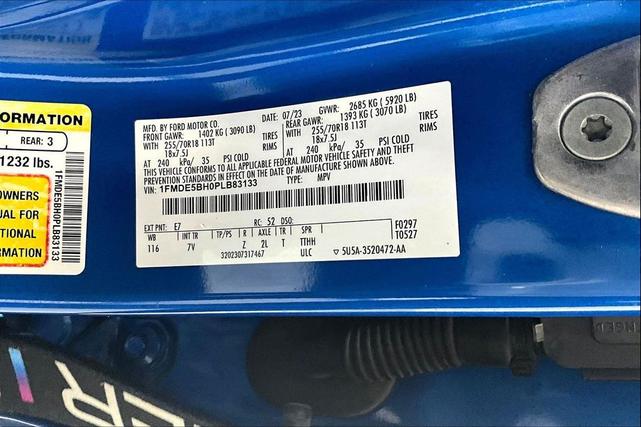 ORMATION
REAR: 3
1232 lbs.
OWNERS
UAL FOR
TIONAL
RMATION
1FMDE5BH0PLB83133
MFD. BY FORD MOTOR CO.
DATE: 07/23 GVWR: 2685 KG ( 5920 LB)
FRONT GAWR: 1402 KG ( 3090 LB) REAR GAWR: 1393 KG ( 3070 LB)
WITH 255/70R18 113T TIRES WITH 255/70R18 113T TIRES
18x7.5J RIMS 18x7.5J RIMS
AT 240 kPa/ 35 PSI COLD AT 240 kPa/ 35 PSI COLD
THIS VEHICLE CONFORMS TO ALL APPLICABLE FEDERAL MOTOR VEHICLE SAFETY AND THEFT
PREVENTION STANDARDS IN EFFECT ON THE DATE OF MANUFACTURE SHOWN ABOVE.
VIN: 1FMDE5BH0PLB83133 TYPE: MPV
EXT PNT: E7 RC: 52 DSO: F0297
WB INT TR TP/PS R AXLE TR SPR T0527
116 7V Z 2L T TTHH
3202307317467 ULC ▽ 5U5A-3520472-AA